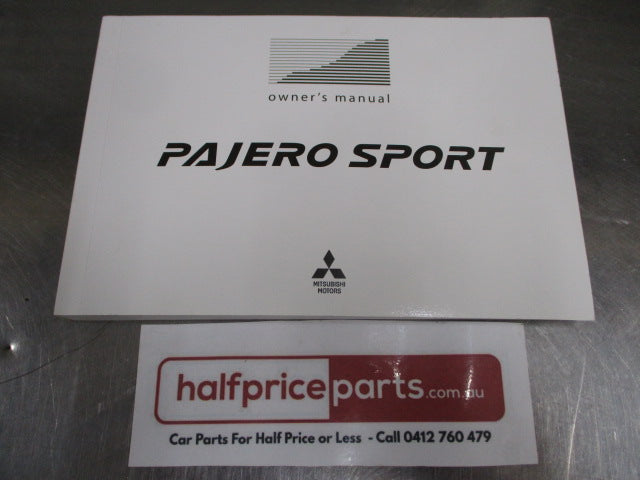 owner's manual
PAJERO SPORT
MITSUBISHI
MOTORS
halfpriceparts.com.au
Car Parts For Half Price or Less - Call 0412 760 479